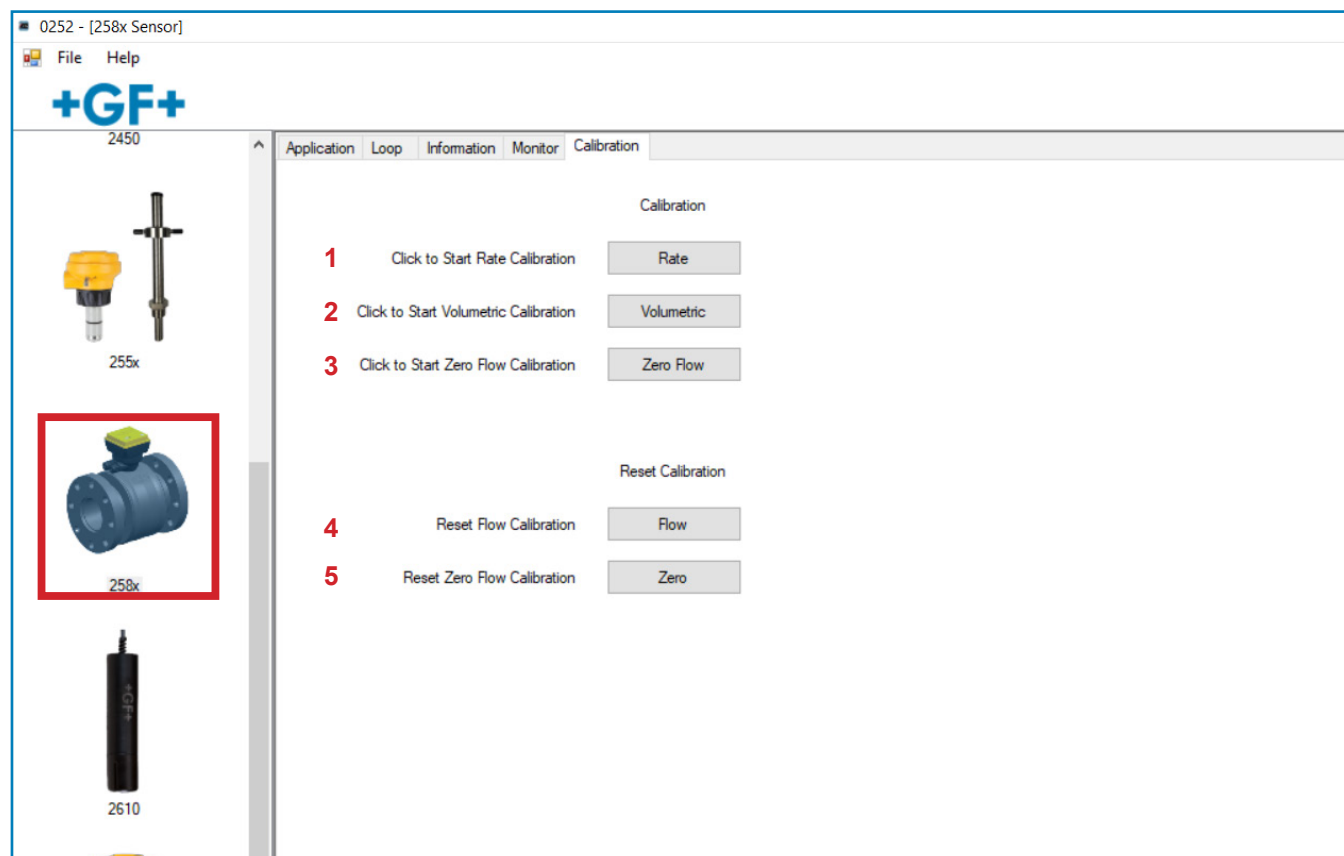 0252 - [258x Sensor]
File Help
+GF+
2450
255x
258x
+GF+
2610
Application Loop Information Monitor Calibration
Calibration
1 Click to Start Rate Calibration Rate
2 Click to Start Volumetric Calibration Volumetric
3 Click to Start Zero Flow Calibration Zero Flow
Reset Calibration
4 Reset Flow Calibration Flow
5 Reset Zero Flow Calibration Zero